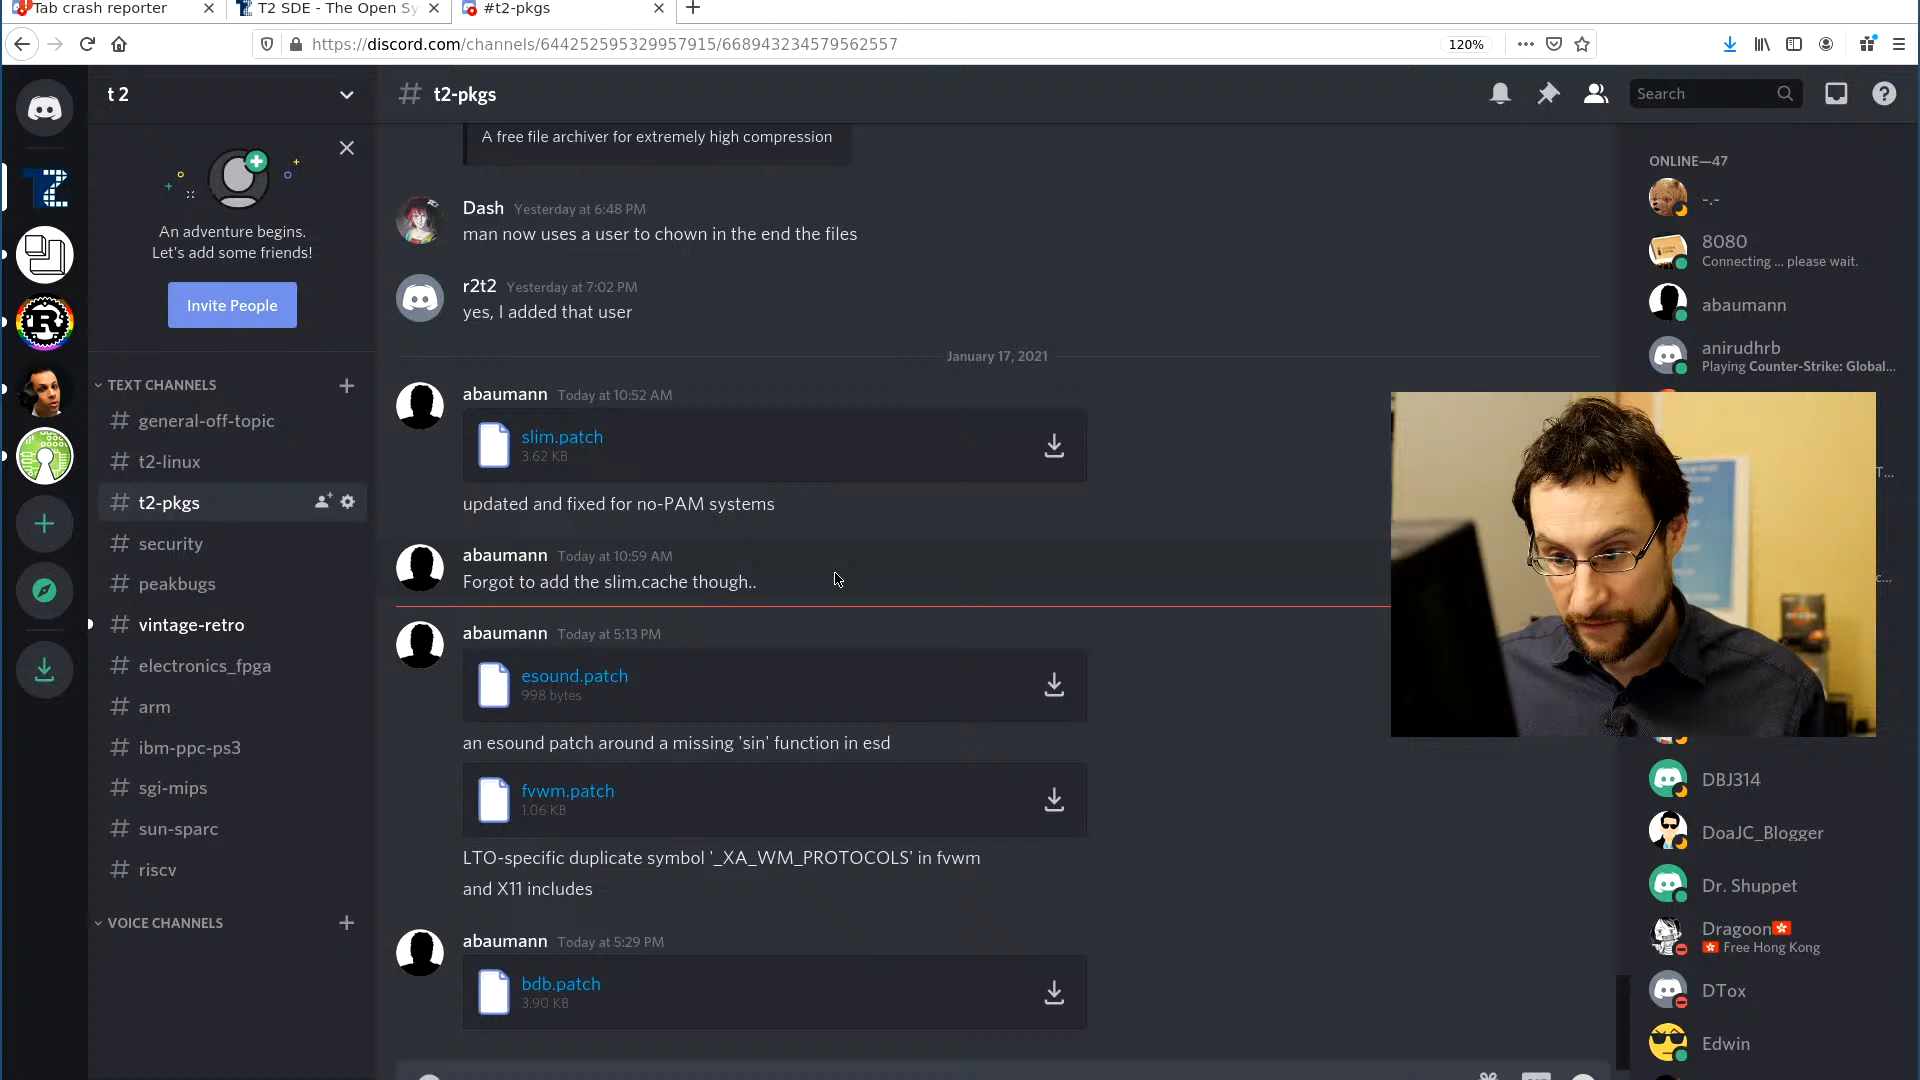 Tab crash reporter
T2 SDE - The Open Sy
#t2-pkgs
https://discord.com/channels/644252595329957915/668943234579562557
120%
t 2
# t2-pkgs
Search
A free file archiver for extremely high compression
An adventure begins.
Let's add some friends!
Invite People
TEXT CHANNELS
# general-off-topic
# t2-linux
# t2-pkgs
# security
# peakbugs
# vintage-retro
# electronics_fpga
# arm
# ibm-ppc-ps3
# sgi-mips
# sun-sparc
# riscv
VOICE CHANNELS
Dash Yesterday at 6:48 PM
man now uses a user to chown in the end the files
r2t2 Yesterday at 7:02 PM
yes, I added that user
January 17, 2021
abaumann Today at 10:52 AM
slim.patch
3.62 KB
updated and fixed for no-PAM systems
abaumann Today at 10:59 AM
Forgot to add the slim.cache though..
abaumann Today at 5:13 PM
esound.patch
998 bytes
an esound patch around a missing 'sin' function in esd
fvwm.patch
1.06 KB
LTO-specific duplicate symbol '_XA_WM_PROTOCOLS' in fvwm
and X11 includes
abaumann Today at 5:29 PM
bdb.patch
3.90 KB
ONLINE—47
-.-
8080
Connecting ... please wait.
abaumann
anirudhrb
Playing Counter-Strike: Global...
T...
c...
DBJ314
DoaJC_Blogger
Dr. Shuppet
Dragoon🇭🇰
🇭🇰 Free Hong Kong
DTox
Edwin